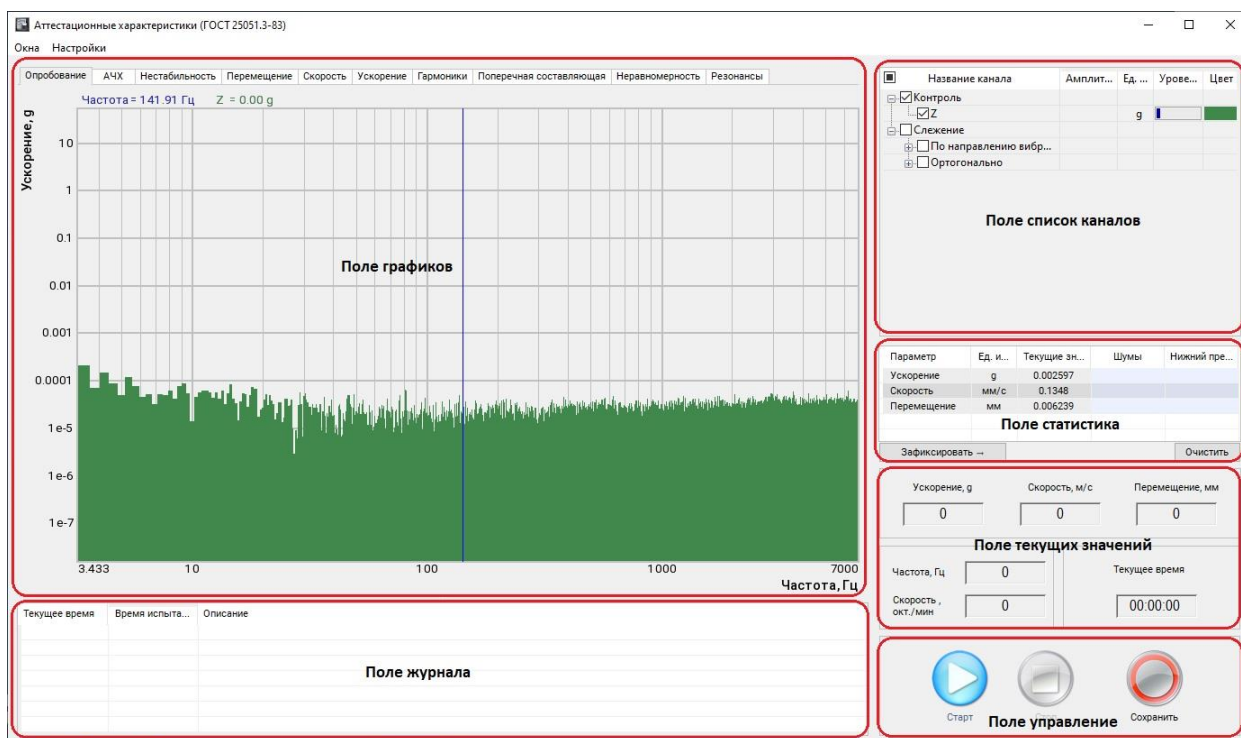 Аттестационные характеристики (ГОСТ 25051.3-83)
Окна Настройки
Опробование АЧХ Нестабильность Перемещение Скорость Ускорение Гармоники Поперечная составляющая Неравномерность Резонансы
Частота = 141.91 Гц Z = 0.00 g
Ускорение, g
10
1
0.1
0.01
0.001
0.0001
1e-5
1e-6
1e-7
3.433 10 100 1000 7000
Частота, Гц
Поле графиков
Текущее время Время испыта... Описание
Поле журнала
Название канала Амплит... Ед. ... Урове... Цвет
Контроль
Z g
Слежение
По направлению вибр...
Ортогонально
Поле список каналов
Параметр Ед. и... Текущие зн... Шумы Нижний пре...
Ускорение g 0.002597
Скорость мм/с 0.1348
Перемещение мм 0.006239
Поле статистика
Зафиксировать → Очистить
Ускорение, g Скорость, м/с Перемещение, мм
0 0 0
Поле текущих значений
Частота, Гц 0 Текущее время
Скорость , окт./мин 0 00:00:00
Старт Сохранить
Поле управление